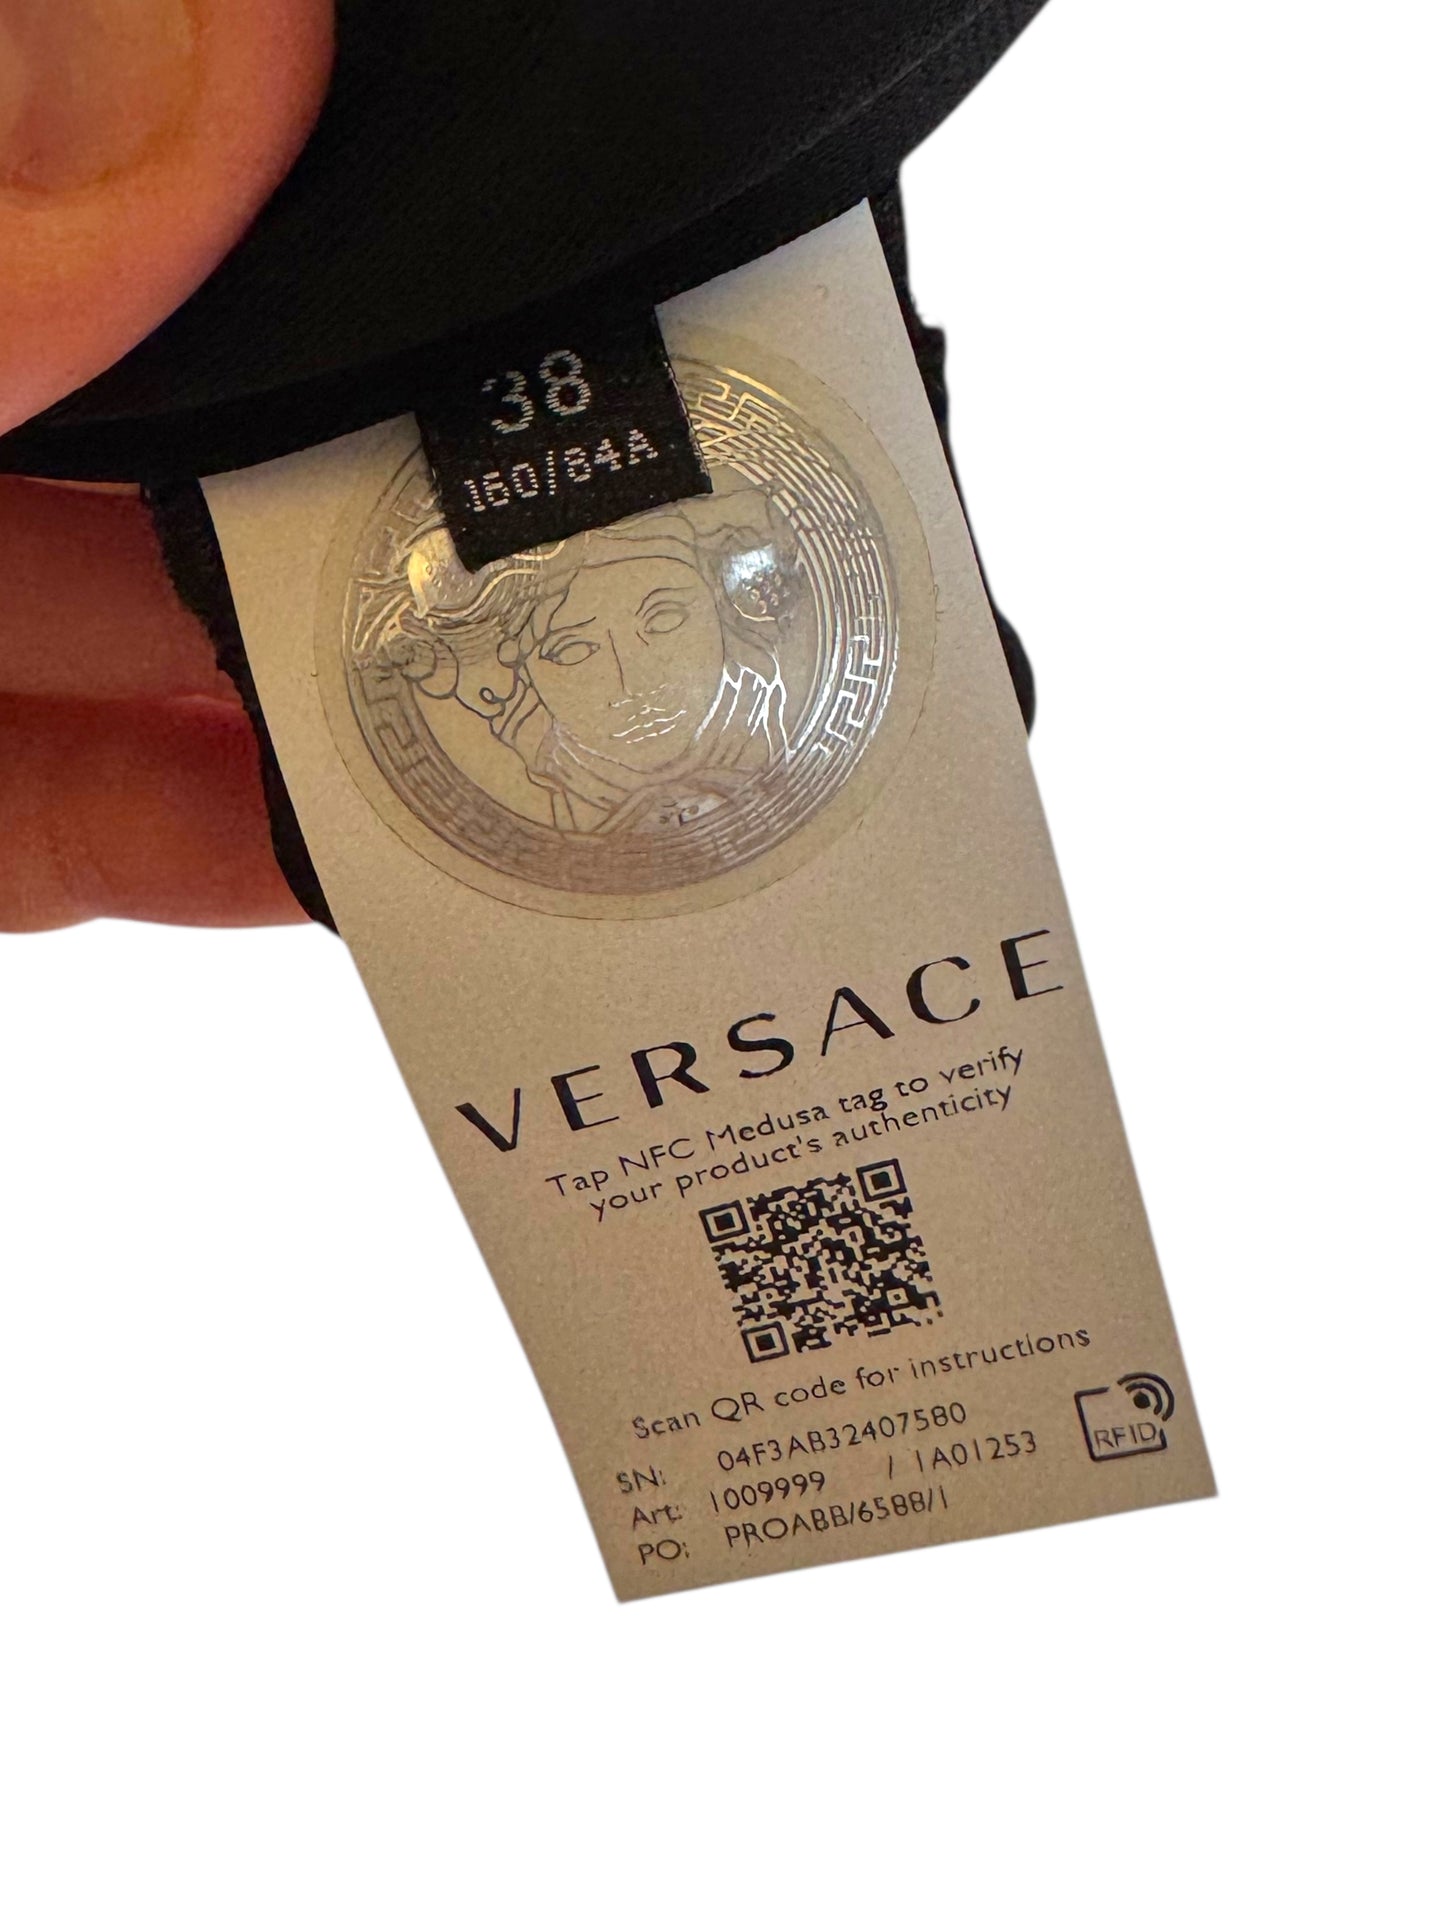 38
160/84A
VERSACE
Tap NFC Medusa tag to verify
your product's authenticity
Scan QR code for instructions
SN: 04F3AB32407580
Art: 1009999 / 1A01253
PO: PROABB/6588/1
RFID